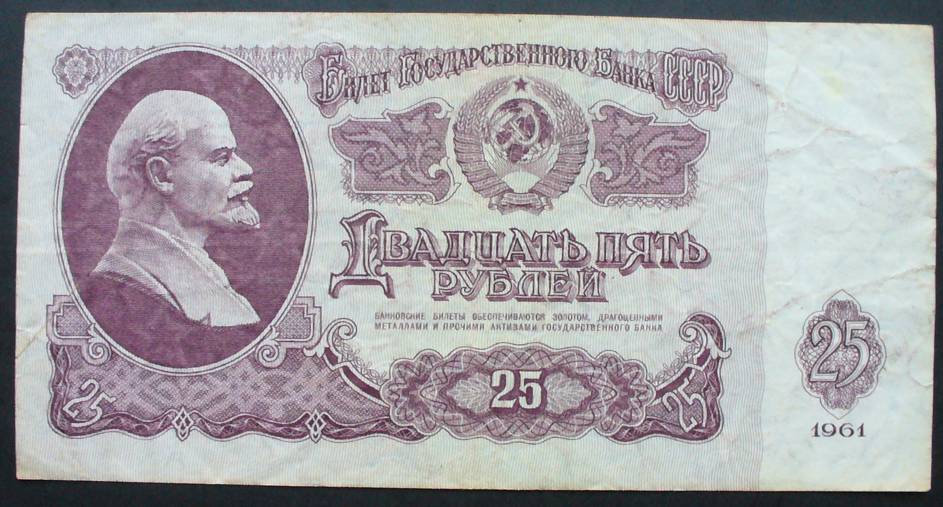 Билет Государственного Банка СССР
Двадцать пять
рублей
БАНКОВСКИЕ БИЛЕТЫ ОБЕСПЕЧИВАЮТСЯ ЗОЛОТОМ, ДРАГОЦЕННЫМИ
МЕТАЛЛАМИ И ПРОЧИМИ АКТИВАМИ ГОСУДАРСТВЕННОГО БАНКА
25
25
25
25
1961